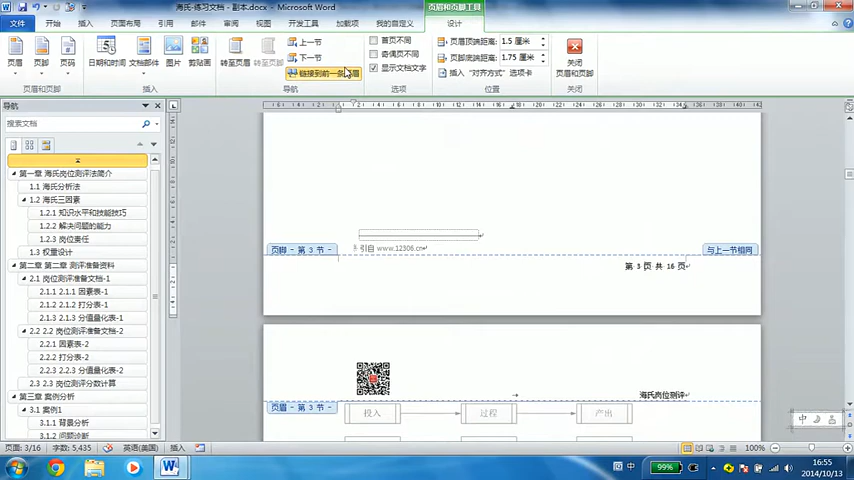 海氏-练习文档 - 副本.docx - Microsoft Word
页眉和页脚工具
文件 开始 插入 页面布局 引用 邮件 审阅 视图 开发工具 加载项 我的自定义 设计
页眉 页脚 页码 日期和时间 文档部件 图片 剪贴画 转至页眉 转至页脚
上一节
下一节
链接到前一条页眉
首页不同
奇偶页不同
显示文档文字
页眉顶端距离: 1.5 厘米
页脚底端距离: 1.75 厘米
插入 "对齐方式" 选项卡
关闭
页眉和页脚
页眉和页脚 插入 导航 选项 位置 关闭
导航
搜索文档
第一章 海氏岗位测评法简介
1.1 海氏分析法
1.2 海氏三因素
1.2.1 知识水平和技能技巧
1.2.2 解决问题的能力
1.2.3 岗位责任
1.3 权重设计
第二章 第二章 测评准备资料
2.1 岗位测评准备文档-1
2.1.1 2.1.1 因素表-1
2.1.2 2.1.2 打分表-1
2.1.3 2.1.3 分值量化表-1
2.2 2.2 岗位测评准备文档-2
2.2.1 因素表-2
2.2.2 打分表-2
2.2.3 2.2.3 分值量化表-2
2.3 2.3 岗位测评分数计算
第三章 案例分析
3.1 案例1
3.1.1 背景分析
3.1.2 问题诊断
引自 www.12306.cn
页脚 - 第 3 节 -
与上一节相同
第 3 页 共 16 页
海氏岗位测评
页眉 - 第 3 节 -
投入 过程 产出
中
页面: 3/16 字数: 5,435 英语(美国) 插入 100%
99% 中 16:55
2014/10/13